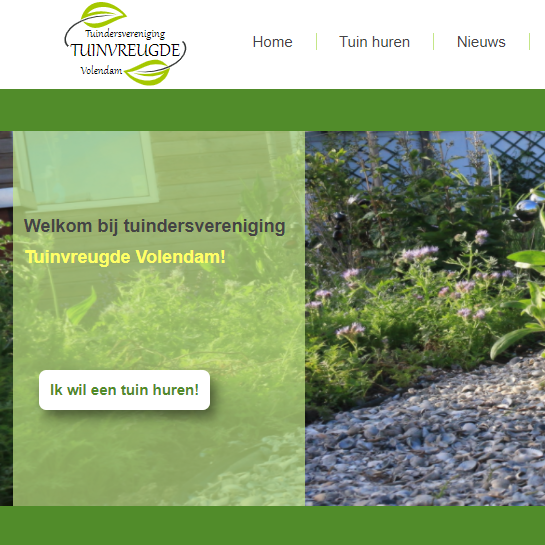 Tuindersvereniging
TUINVREUGDE
Volendam
Home
Tuin huren
Nieuws
Welkom bij tuindersvereniging
Tuinvreugde Volendam!
Ik wil een tuin huren!